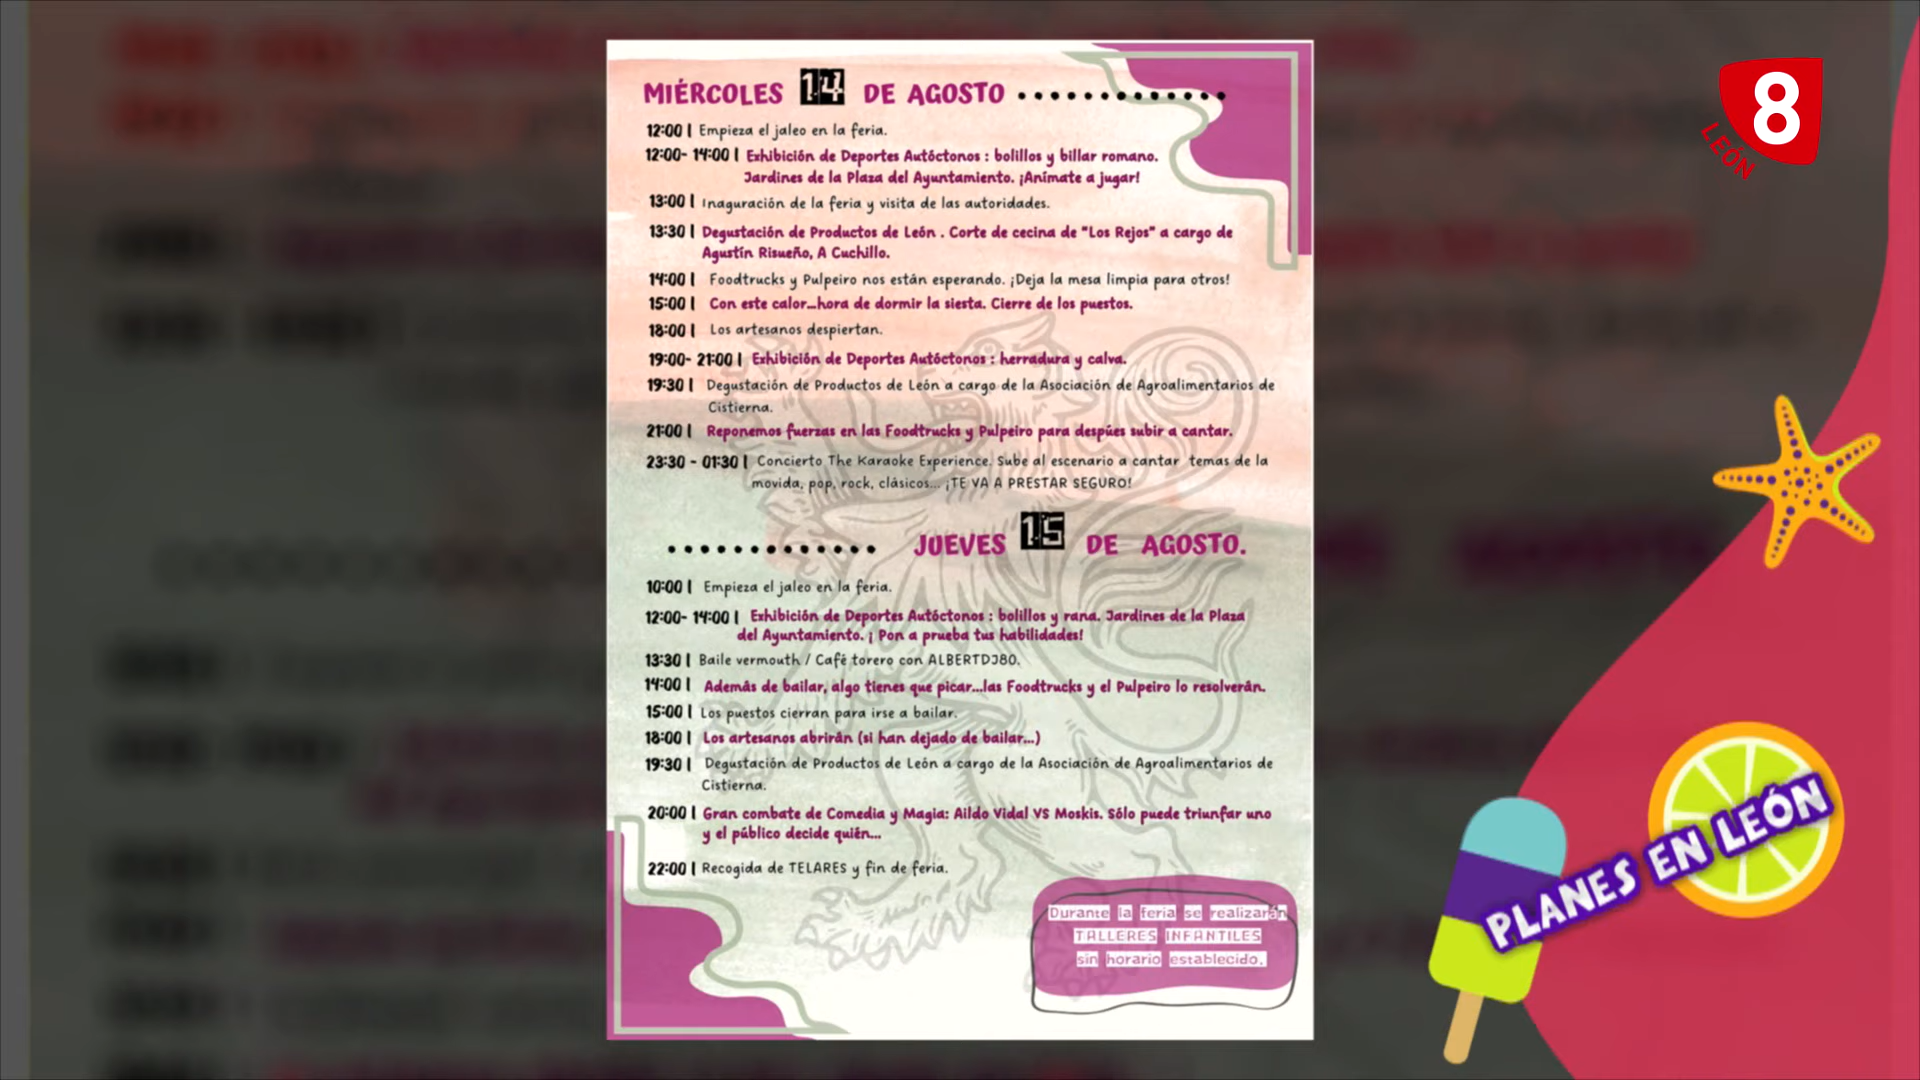 MIÉRCOLES 14 DE AGOSTO
12:00 | Empieza el jaleo en la feria.
12:00- 14:00 | Exhibición de Deportes Autóctonos : bolillos y billar romano.
Jardines de la Plaza del Ayuntamiento. ¡Anímate a jugar!
13:00 | Inaguración de la feria y visita de las autoridades.
13:30 | Degustación de Productos de León . Corte de cecina de "Los Rejos" a cargo de
Agustín Risueño, A Cuchillo.
14:00 | Foodtrucks y Pulpeiro nos están esperando. ¡Deja la mesa limpia para otros!
15:00 | Con este calor...hora de dormir la siesta. Cierre de los puestos.
18:00 | Los artesanos despiertan.
19:00- 21:00 | Exhibición de Deportes Autóctonos : herradura y calva.
19:30 | Degustación de Productos de León a cargo de la Asociación de Agroalimentarios de
Cistierna.
21:00 | Reponemos fuerzas en las Foodtrucks y Pulpeiro para despúes subir a cantar.
23:30 - 01:30 | Concierto The Karaoke Experience. Sube al escenario a cantar temas de la
movida, pop, rock, clásicos... ¡TE VA A PRESTAR SEGURO!
JUEVES 15 DE AGOSTO.
10:00 | Empieza el jaleo en la feria.
12:00- 14:00 | Exhibición de Deportes Autóctonos : bolillos y rana. Jardines de la Plaza
del Ayuntamiento. ¡ Pon a prueba tus habilidades!
13:30 | Baile vermouth / Café torero con ALBERTDJ80.
14:00 | Además de bailar, algo tienes que picar...las Foodtrucks y el Pulpeiro lo resolverán.
15:00 | Los puestos cierran para irse a bailar.
18:00 | Los artesanos abrirán (si han dejado de bailar...)
19:30 | Degustación de Productos de León a cargo de la Asociación de Agroalimentarios de
Cistierna.
20:00 | Gran combate de Comedia y Magia: Aildo Vidal VS Moskis. Sólo puede triunfar uno
y el público decide quién...
22:00 | Recogida de TELARES y fin de feria.
Durante la feria se realizarán
TALLERES INFANTILES
sin horario establecido.
8
LEÓN
PLANES EN LEÓN